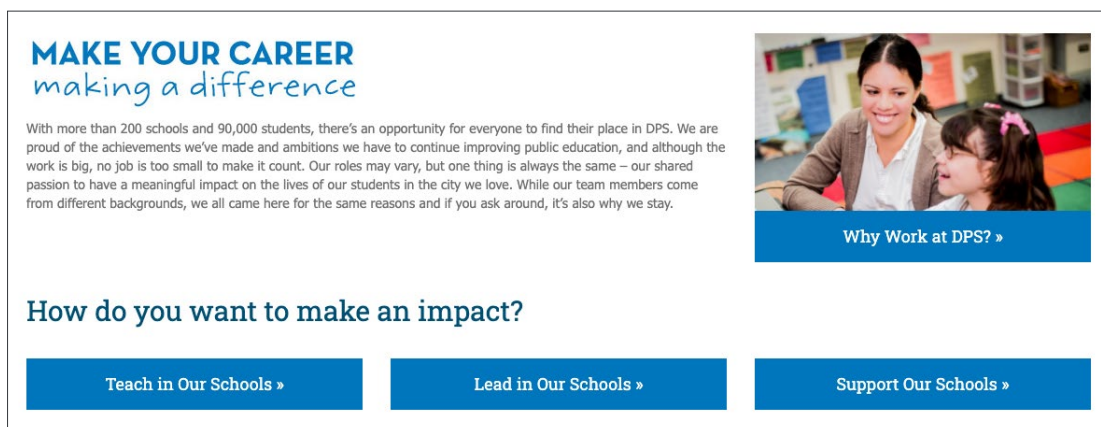 MAKE YOUR CAREER
making a difference
With more than 200 schools and 90,000 students, there's an opportunity for everyone to find their place in DPS. We are
proud of the achievements we've made and ambitions we have to continue improving public education, and although the
work is big, no job is too small to make it count. Our roles may vary, but one thing is always the same – our shared
passion to have a meaningful impact on the lives of our students in the city we love. While our team members come
from different backgrounds, we all came here for the same reasons and if you ask around, it's also why we stay.
Why Work at DPS? »
How do you want to make an impact?
Teach in Our Schools »
Lead in Our Schools »
Support Our Schools »